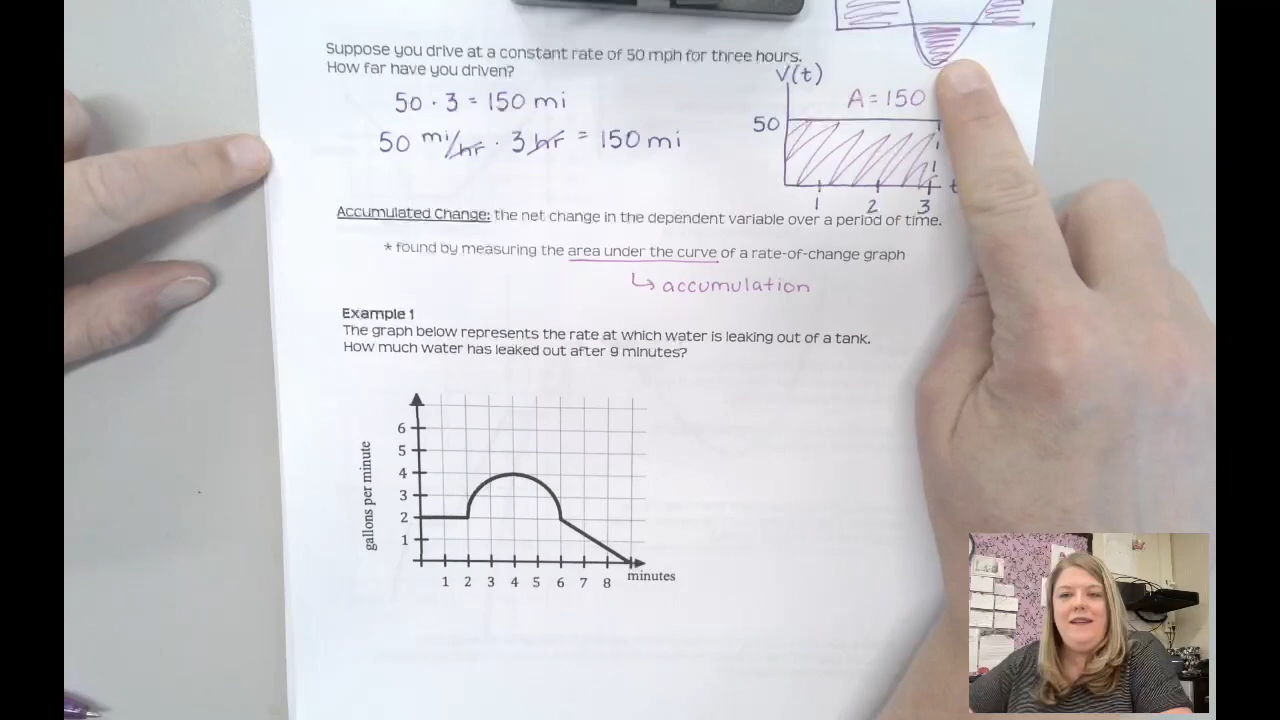 Suppose you drive at a constant rate of 50 mph for three hours.
How far have you driven?
50 · 3 = 150 mi
50 mi/hr · 3 hr = 150 mi
V(t)
A = 150
50
t
1 2 3
Accumulated Change: the net change in the dependent variable over a period of time.
* found by measuring the area under the curve of a rate-of-change graph
↳ accumulation
Example 1
The graph below represents the rate at which water is leaking out of a tank.
How much water has leaked out after 9 minutes?
gallons per minute
6
5
4
3
2
1
1 2 3 4 5 6 7 8
minutes